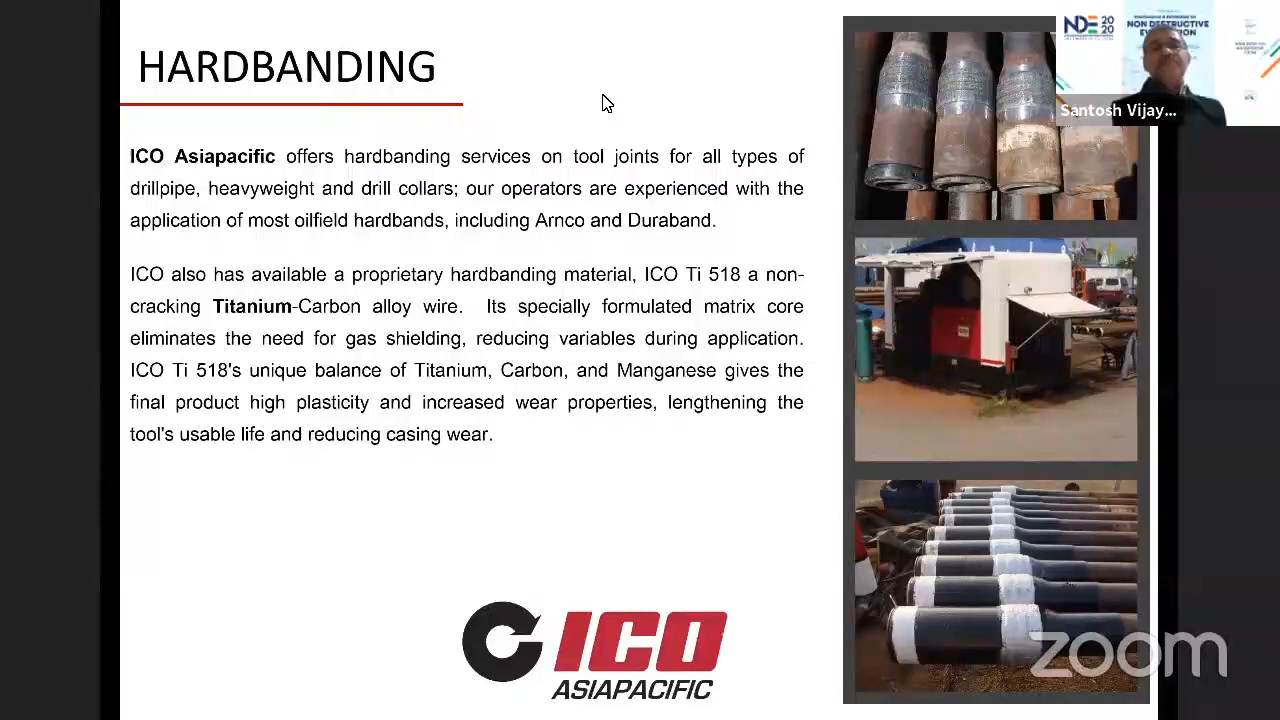 HARDBANDING
ICO Asiapacific offers hardbanding services on tool joints for all types of
drillpipe, heavyweight and drill collars; our operators are experienced with the
application of most oilfield hardbands, including Arnco and Duraband.
ICO also has available a proprietary hardbanding material, ICO Ti 518 a non-
cracking Titanium-Carbon alloy wire. Its specially formulated matrix core
eliminates the need for gas shielding, reducing variables during application.
ICO Ti 518's unique balance of Titanium, Carbon, and Manganese gives the
final product high plasticity and increased wear properties, lengthening the
tool's usable life and reducing casing wear.
ICO
ASIAPACIFIC
NDE 2020
NON DESTRUCTIVE
Santosh Vijay...
zoom